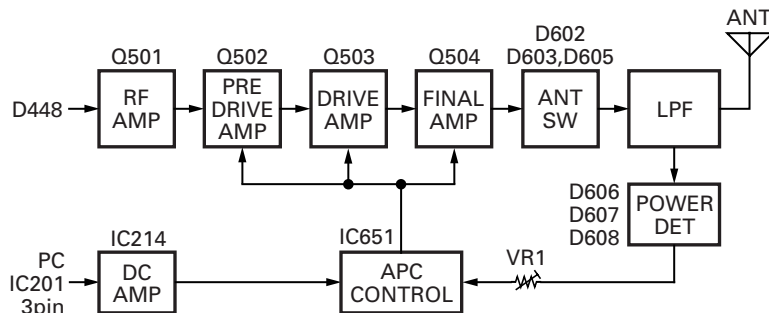 ANT
D602
Q501 Q502 Q503 Q504 D603,D605
D448
RF
AMP
PRE
DRIVE
AMP
DRIVE
AMP
FINAL
AMP
ANT
SW
LPF
D606
D607
D608
POWER
DET
IC214
IC651
VR1
PC
IC201
3pin
DC
AMP
APC
CONTROL